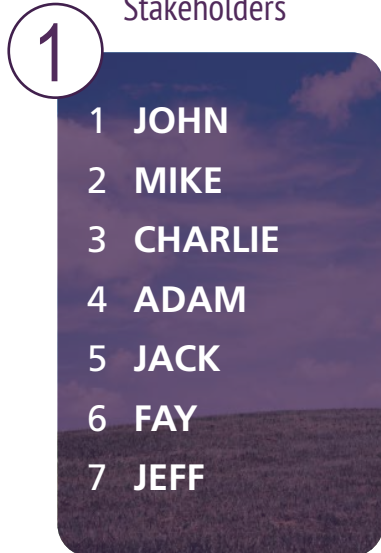 Stakeholders
1
1 JOHN
2 MIKE
3 CHARLIE
4 ADAM
5 JACK
6 FAY
7 JEFF